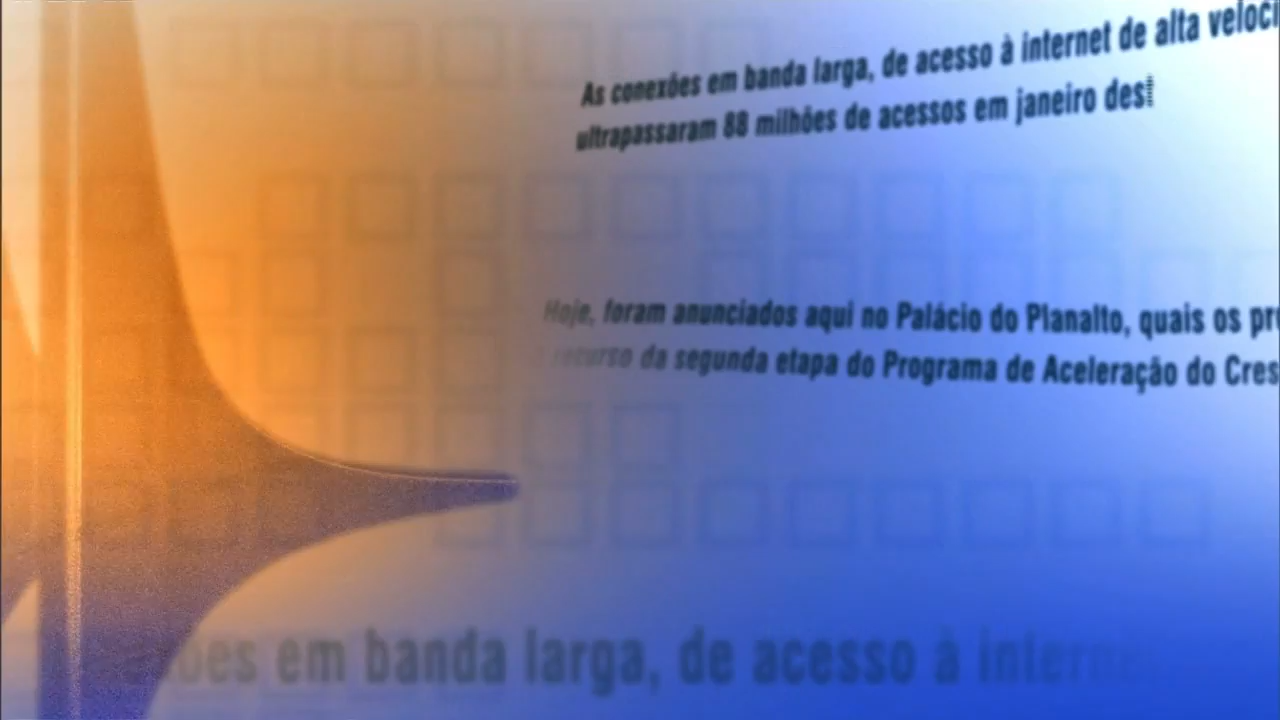 As conexões em banda larga, de acesso à internet de alta veloci
ultrapassaram 88 milhões de acessos em janeiro des
Hoje, foram anunciados aqui no Palácio do Planalto, quais os pr
recurso da segunda etapa do Programa de Aceleração do Cres
ões em banda larga, de acesso à interne